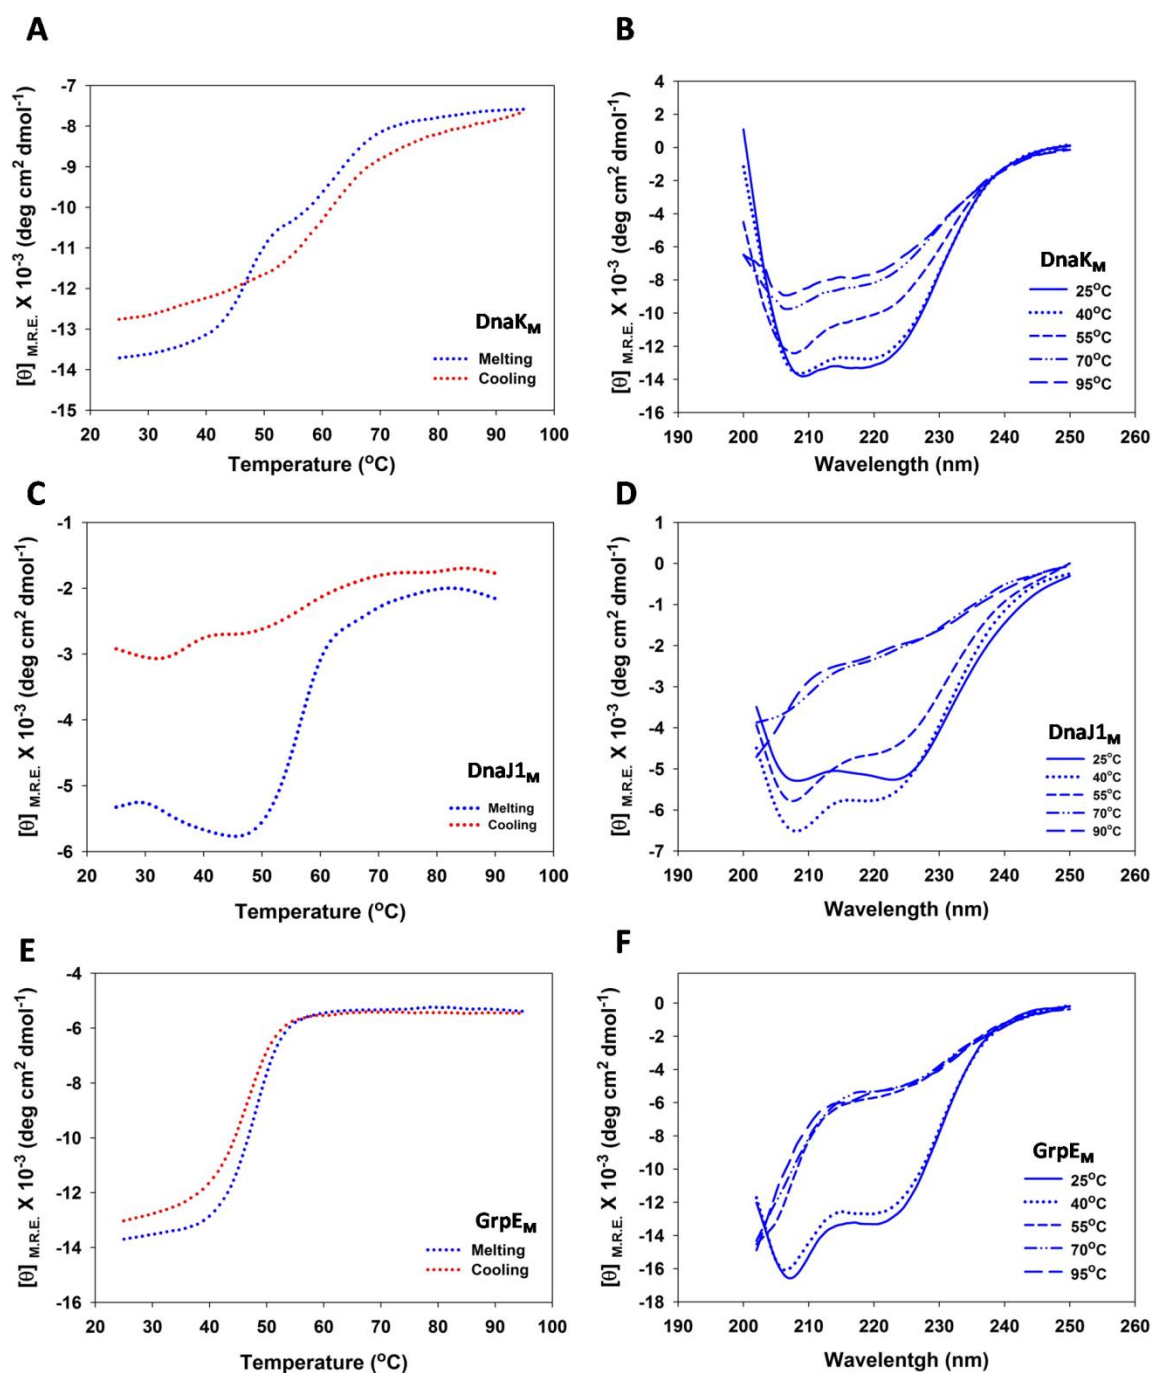 A
[θ] M.R.E. X 10⁻³ (deg cm² dmol⁻¹)
-7
-8
-9
-10
-11
-12
-13
-14
-15
DnaKM
Melting
Cooling
20 30 40 50 60 70 80 90 100
Temperature (°C)
B
[θ] M.R.E. X 10⁻³ (deg cm² dmol⁻¹)
4
2
0
-2
-4
-6
-8
-10
-12
-14
-16
DnaKM
25°C
40°C
55°C
70°C
95°C
190 200 210 220 230 240 250 260
Wavelength (nm)
C
[θ] M.R.E. X 10⁻³ (deg cm² dmol⁻¹)
-1
-2
-3
-4
-5
-6
DnaJ1M
Melting
Cooling
20 30 40 50 60 70 80 90 100
Temperature (°C)
D
[θ] M.R.E. X 10⁻³ (deg cm² dmol⁻¹)
1
0
-1
-2
-3
-4
-5
-6
-7
DnaJ1M
25°C
40°C
55°C
70°C
90°C
190 200 210 220 230 240 250 260
Wavelength (nm)
E
[θ] M.R.E. X 10⁻³ (deg cm² dmol⁻¹)
-4
-6
-8
-10
-12
-14
-16
GrpEM
Melting
Cooling
20 30 40 50 60 70 80 90 100
Temperature (°C)
F
[θ] M.R.E. X 10⁻³ (deg cm² dmol⁻¹)
0
-2
-4
-6
-8
-10
-12
-14
-16
-18
GrpEM
25°C
40°C
55°C
70°C
95°C
190 200 210 220 230 240 250 260
Wavelentgh (nm)